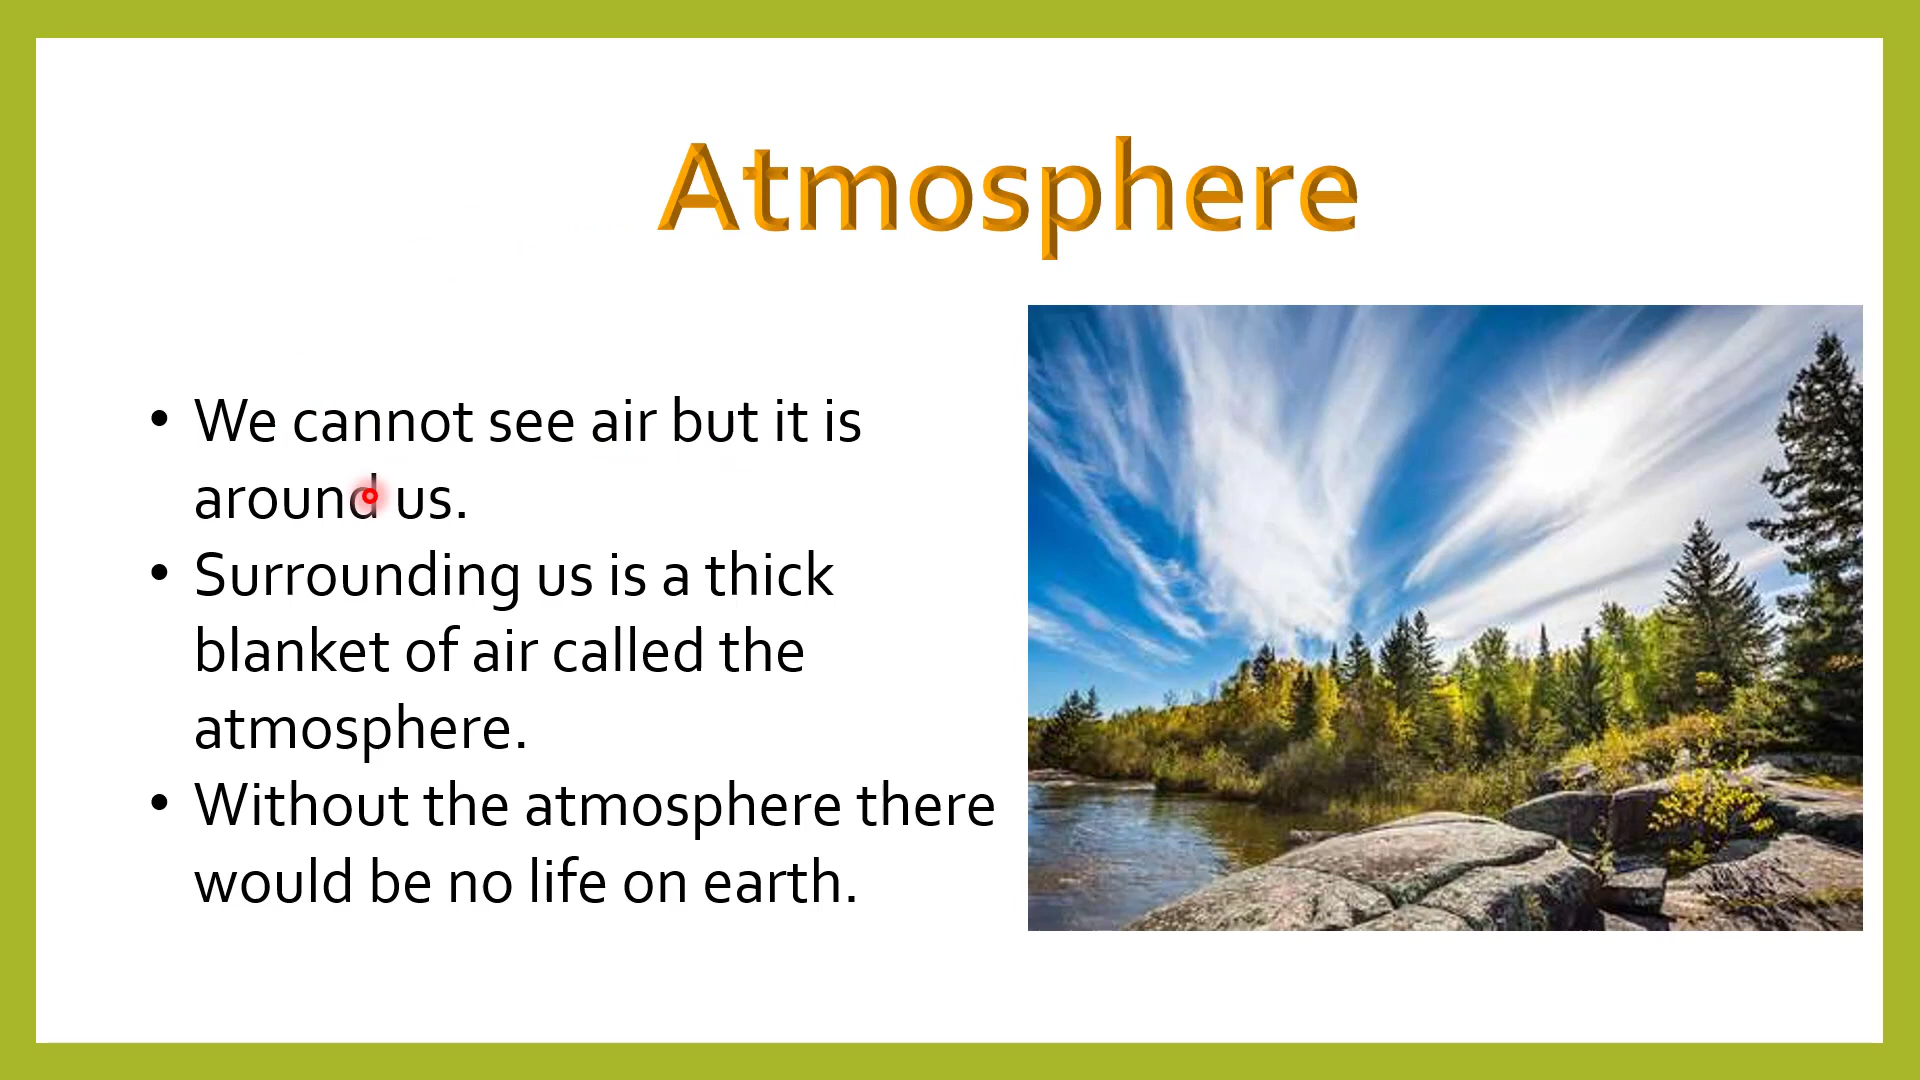 Atmosphere
• We cannot see air but it is
around us.
• Surrounding us is a thick
blanket of air called the
atmosphere.
• Without the atmosphere there
would be no life on earth.